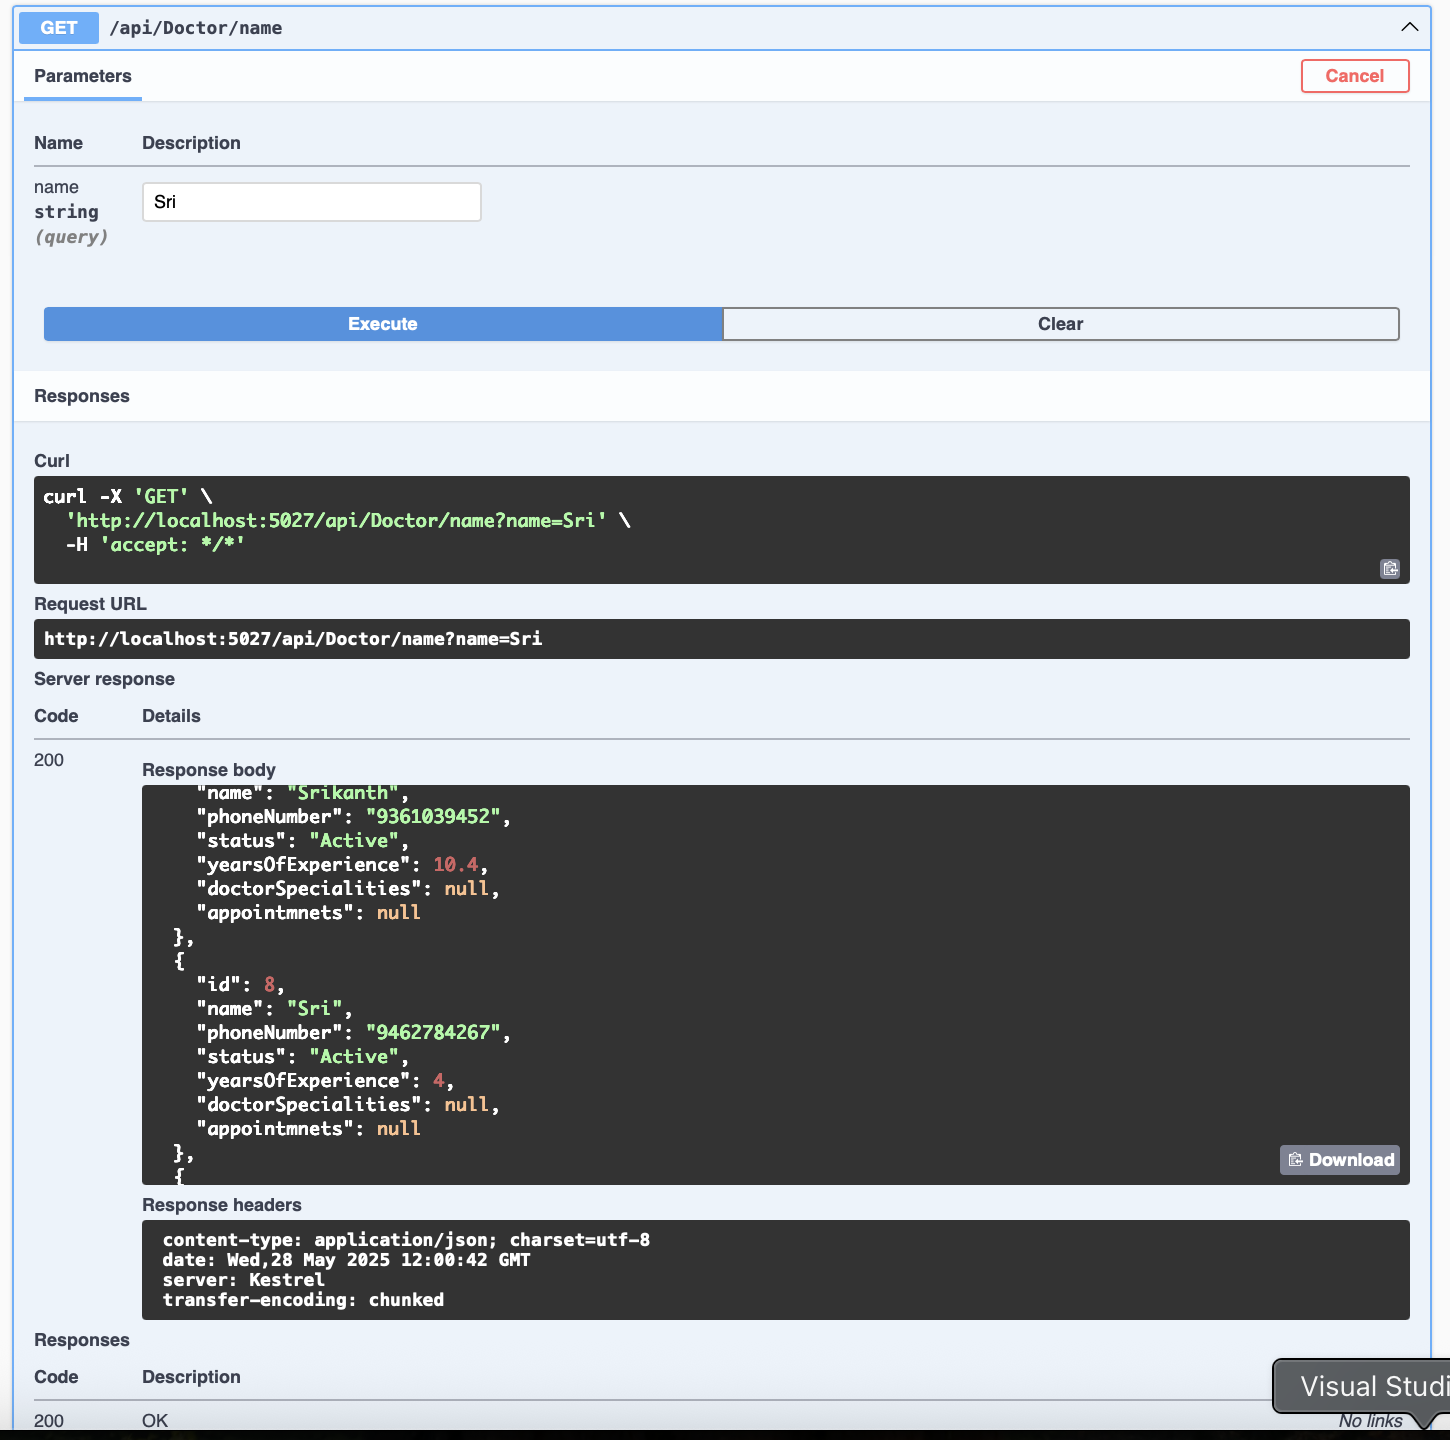 GET /api/Doctor/name
Parameters
Cancel
Name Description
name
string
(query)
Sri
Execute
Clear
Responses
Curl
curl -X 'GET' \
'http://localhost:5027/api/Doctor/name?name=Sri' \
-H 'accept: */*'
Request URL
http://localhost:5027/api/Doctor/name?name=Sri
Server response
Code Details
200
Response body
"name": "Srikanth",
"phoneNumber": "9361039452",
"status": "Active",
"yearsOfExperience": 10.4,
"doctorSpecialities": null,
"appointmnets": null
},
{
"id": 8,
"name": "Sri",
"phoneNumber": "9462784267",
"status": "Active",
"yearsOfExperience": 4,
"doctorSpecialities": null,
"appointmnets": null
},
{
Download
Response headers
content-type: application/json; charset=utf-8
date: Wed,28 May 2025 12:00:42 GMT
server: Kestrel
transfer-encoding: chunked
Responses
Code Description
Visual Studi
200 OK No links